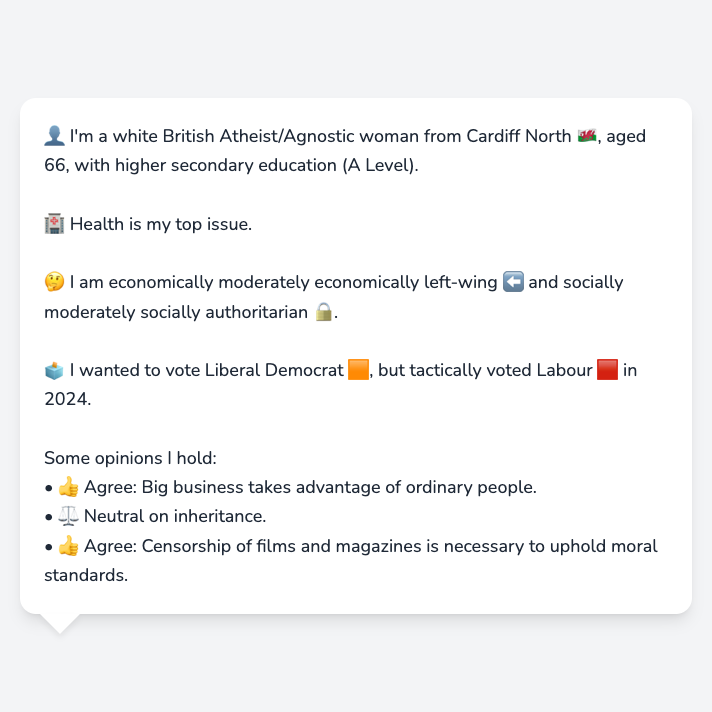 👤 I'm a white British Atheist/Agnostic woman from Cardiff North 🏴󠁧󠁢󠁷󠁬󠁳󠁿, aged
66, with higher secondary education (A Level).
🏥 Health is my top issue.
🤔 I am economically moderately economically left-wing ⬅️ and socially
moderately socially authoritarian 🔒.
🗳️ I wanted to vote Liberal Democrat 🟧, but tactically voted Labour 🟥 in
2024.
Some opinions I hold:
• 👍 Agree: Big business takes advantage of ordinary people.
• ⚖️ Neutral on inheritance.
• 👍 Agree: Censorship of films and magazines is necessary to uphold moral
standards.